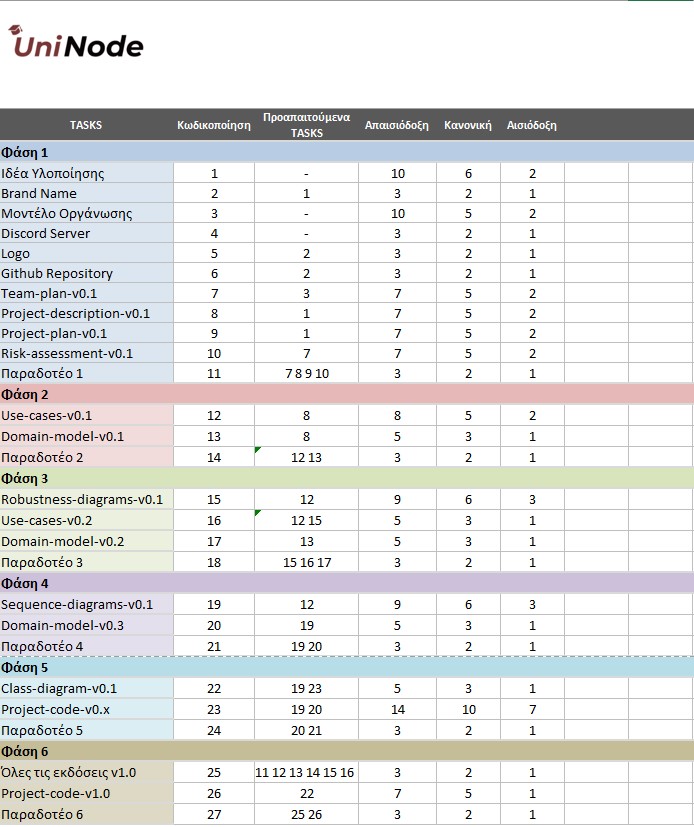 UniNode
TASKS Κωδικοποίηση Προαπαιτούμενα TASKS Απαισιόδοξη Κανονική Αισιόδοξη
Φάση 1
Ιδέα Υλοποίησης 1 - 10 6 2
Brand Name 2 1 3 2 1
Μοντέλο Οργάνωσης 3 - 10 5 2
Discord Server 4 - 3 2 1
Logo 5 2 3 2 1
Github Repository 6 2 3 2 1
Team-plan-v0.1 7 3 7 5 2
Project-description-v0.1 8 1 7 5 2
Project-plan-v0.1 9 1 7 5 2
Risk-assessment-v0.1 10 7 7 5 2
Παραδοτέο 1 11 7 8 9 10 3 2 1
Φάση 2
Use-cases-v0.1 12 8 8 5 2
Domain-model-v0.1 13 8 5 3 1
Παραδοτέο 2 14 12 13 3 2 1
Φάση 3
Robustness-diagrams-v0.1 15 12 9 6 3
Use-cases-v0.2 16 12 15 5 3 1
Domain-model-v0.2 17 13 5 3 1
Παραδοτέο 3 18 15 16 17 3 2 1
Φάση 4
Sequence-diagrams-v0.1 19 12 9 6 3
Domain-model-v0.3 20 19 5 3 1
Παραδοτέο 4 21 19 20 3 2 1
Φάση 5
Class-diagram-v0.1 22 19 23 5 3 1
Project-code-v0.x 23 19 20 14 10 7
Παραδοτέο 5 24 20 21 3 2 1
Φάση 6
Όλες τις εκδόσεις v1.0 25 11 12 13 14 15 16 3 2 1
Project-code-v1.0 26 22 7 5 1
Παραδοτέο 6 27 25 26 3 2 1